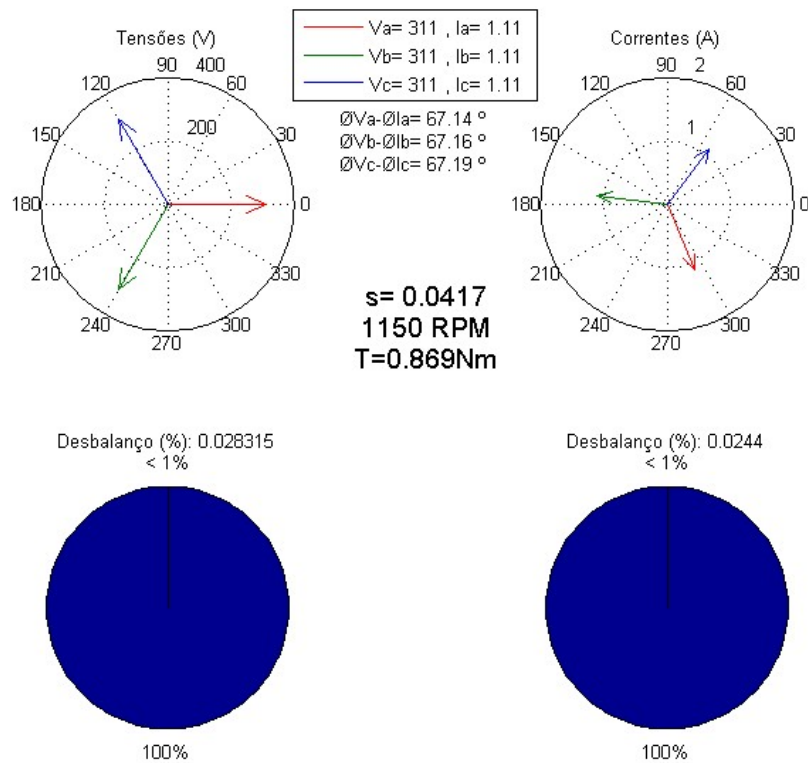 Tensões (V)
90 400
120 60
200
150 30
180 0
210 330
240 300
270
Va= 311 , Ia= 1.11
Vb= 311 , Ib= 1.11
Vc= 311 , Ic= 1.11
ØVa-ØIa= 67.14 º
ØVb-ØIb= 67.16 º
ØVc-ØIc= 67.19 º
Correntes (A)
90 2
120 60
1
150 30
180 0
210 330
240 300
270
s= 0.0417
1150 RPM
T=0.869Nm
Desbalanço (%): 0.028315
< 1%
100%
Desbalanço (%): 0.0244
< 1%
100%